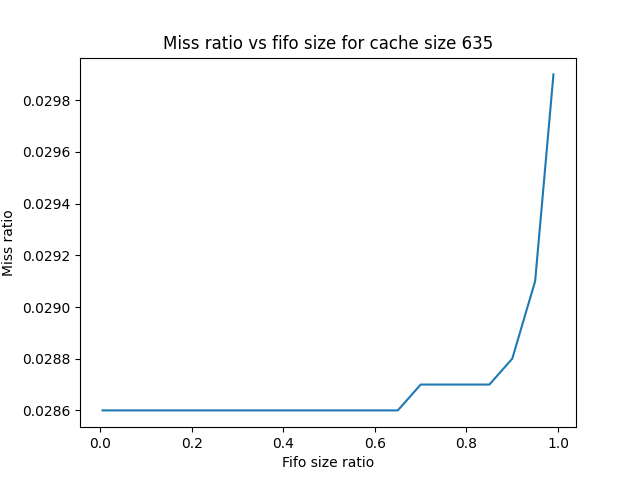 Miss ratio vs fifo size for cache size 635
0.0298
0.0296
0.0294
0.0292
0.0290
0.0288
0.0286
Miss ratio
0.0 0.2 0.4 0.6 0.8 1.0
Fifo size ratio